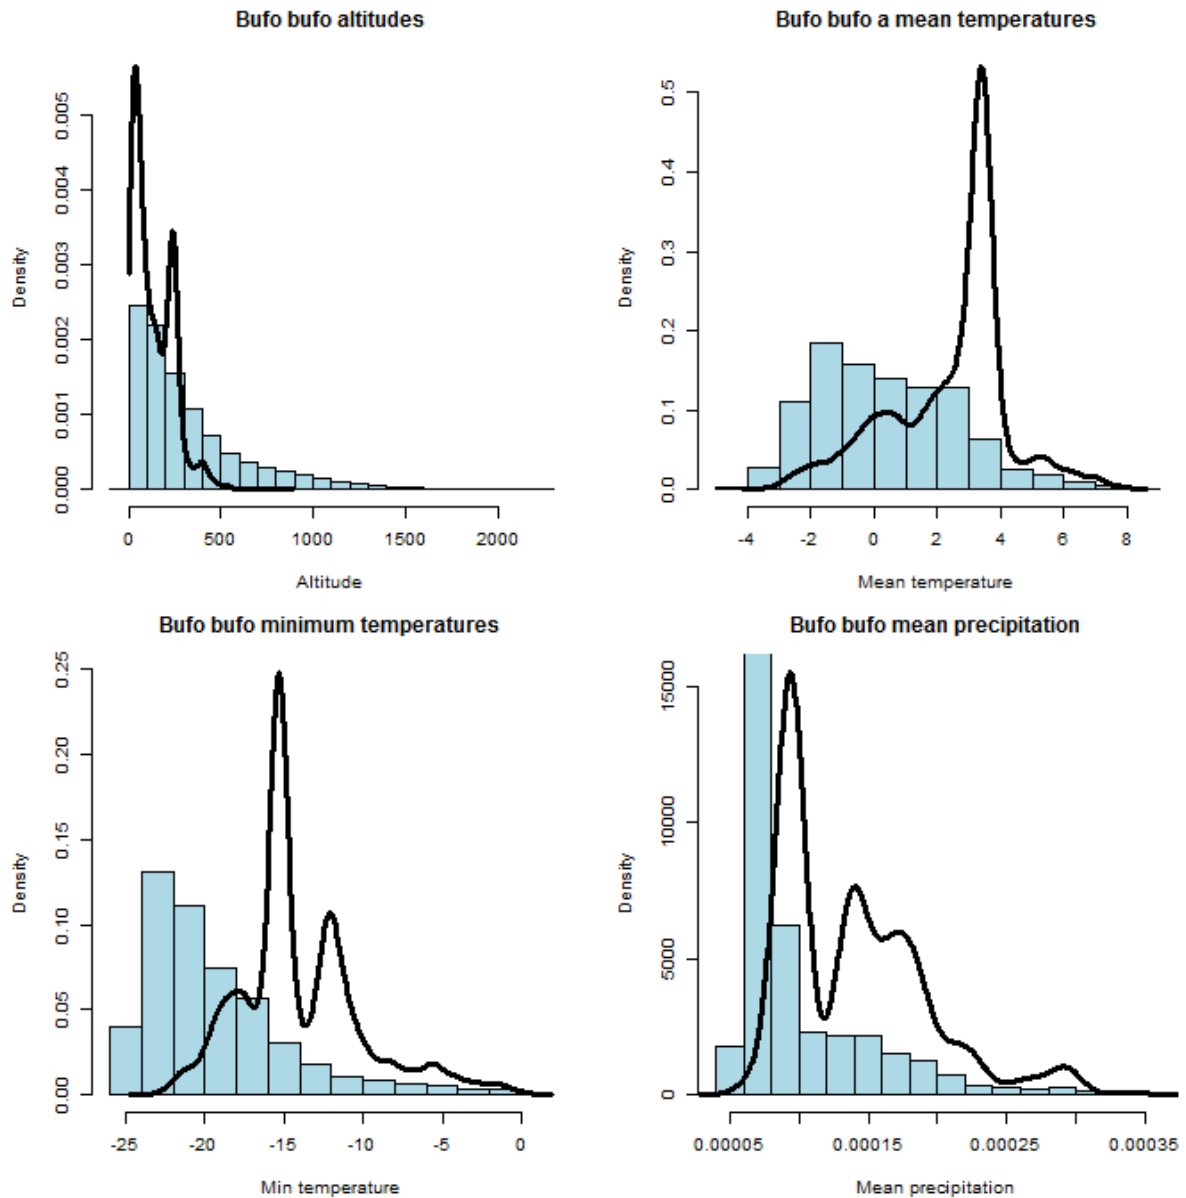 Bufo bufo altitudes
Density
0.000 0.001 0.002 0.003 0.004 0.005
0 500 1000 1500 2000
Altitude
Bufo bufo a mean temperatures
Density
0.0 0.1 0.2 0.3 0.4 0.5
-4 -2 0 2 4 6 8
Mean temperature
Bufo bufo minimum temperatures
Density
0.00 0.05 0.10 0.15 0.20 0.25
-25 -20 -15 -10 -5 0
Min temperature
Bufo bufo mean precipitation
Density
0 5000 10000 15000
0.00005 0.00015 0.00025 0.00035
Mean precipitation